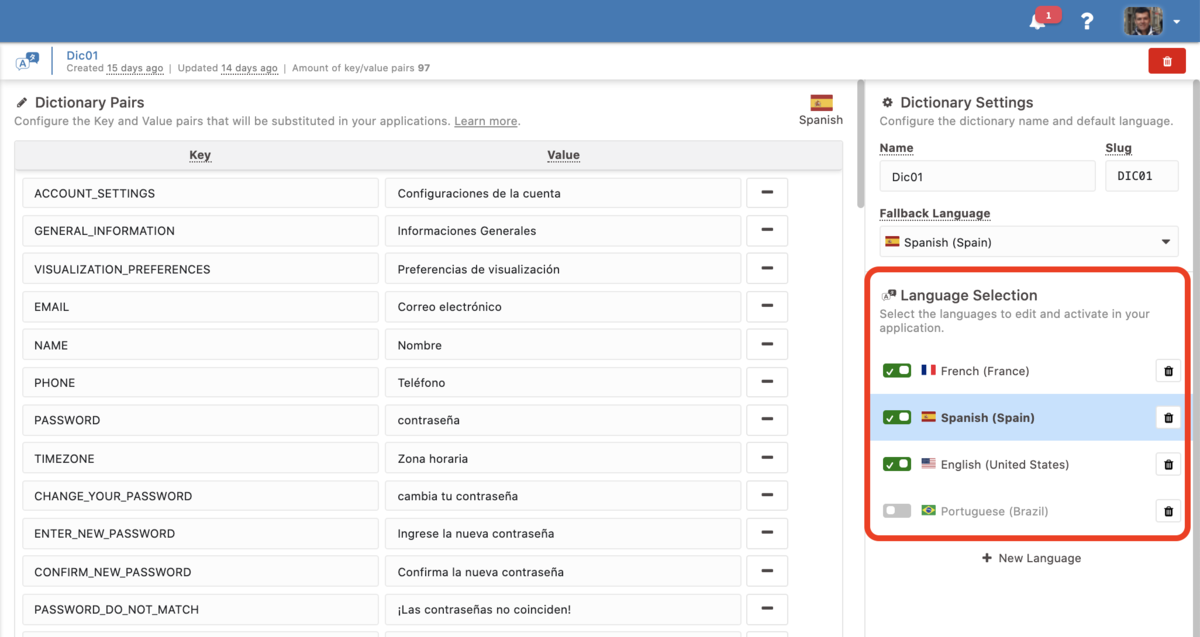 1
?
Dic01
Created 15 days ago | Updated 14 days ago | Amount of key/value pairs 97
Dictionary Pairs
Configure the Key and Value pairs that will be substituted in your applications. Learn more.
Spanish
Key Value
ACCOUNT_SETTINGS Configuraciones de la cuenta
GENERAL_INFORMATION Informaciones Generales
VISUALIZATION_PREFERENCES Preferencias de visualización
EMAIL Correo electrónico
NAME Nombre
PHONE Teléfono
PASSWORD contraseña
TIMEZONE Zona horaria
CHANGE_YOUR_PASSWORD cambia tu contraseña
ENTER_NEW_PASSWORD Ingrese la nueva contraseña
CONFIRM_NEW_PASSWORD Confirma la nueva contraseña
PASSWORD_DO_NOT_MATCH ¡Las contraseñas no coinciden!
Dictionary Settings
Configure the dictionary name and default language.
Name Slug
Dic01 DIC01
Fallback Language
Spanish (Spain)
Language Selection
Select the languages to edit and activate in your
application.
French (France)
Spanish (Spain)
English (United States)
Portuguese (Brazil)
+ New Language